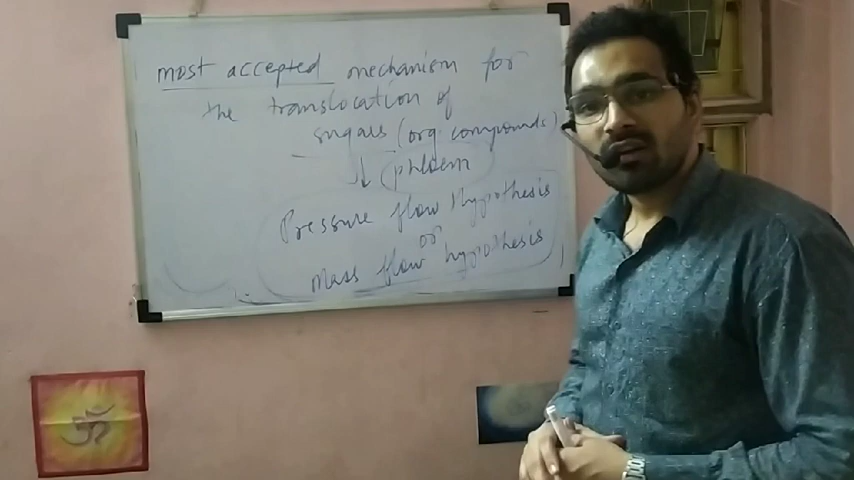 most accepted mechanism for
the translocation of
sugars (org compounds)
phloem
Pressure flow Hypothesis
or
Mass flow hypothesis
ॐ